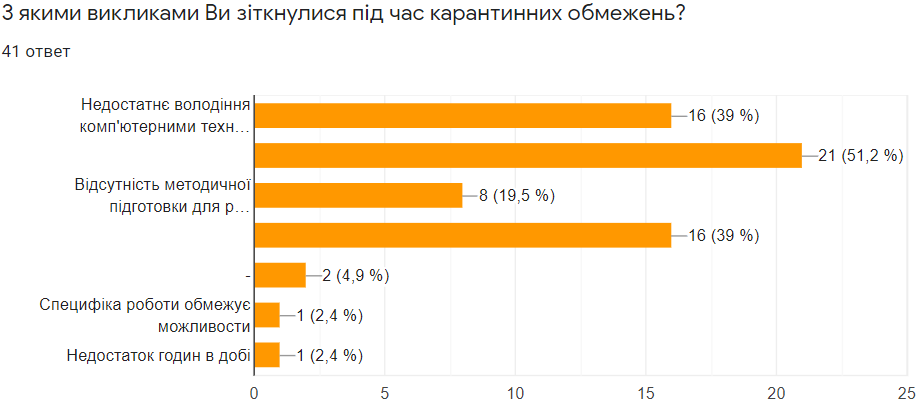 З якими викликами Ви зіткнулися під час карантинних обмежень?
41 ответ
Недостатнє володіння
комп'ютерними техн…
16 (39 %)
21 (51,2 %)
Відсутність методичної
підготовки для р…
8 (19,5 %)
16 (39 %)
-
2 (4,9 %)
Специфіка роботи обмежує
можливости
1 (2,4 %)
Недостаток годин в добі
1 (2,4 %)
0 5 10 15 20 25